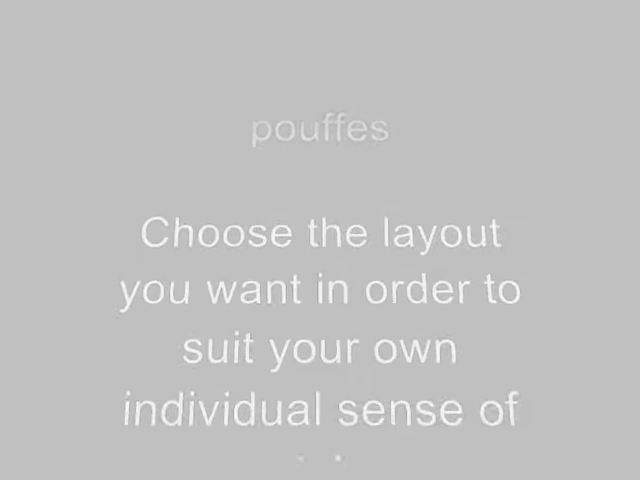 pouffes
Choose the layout
you want in order to
suit your own
individual sense of